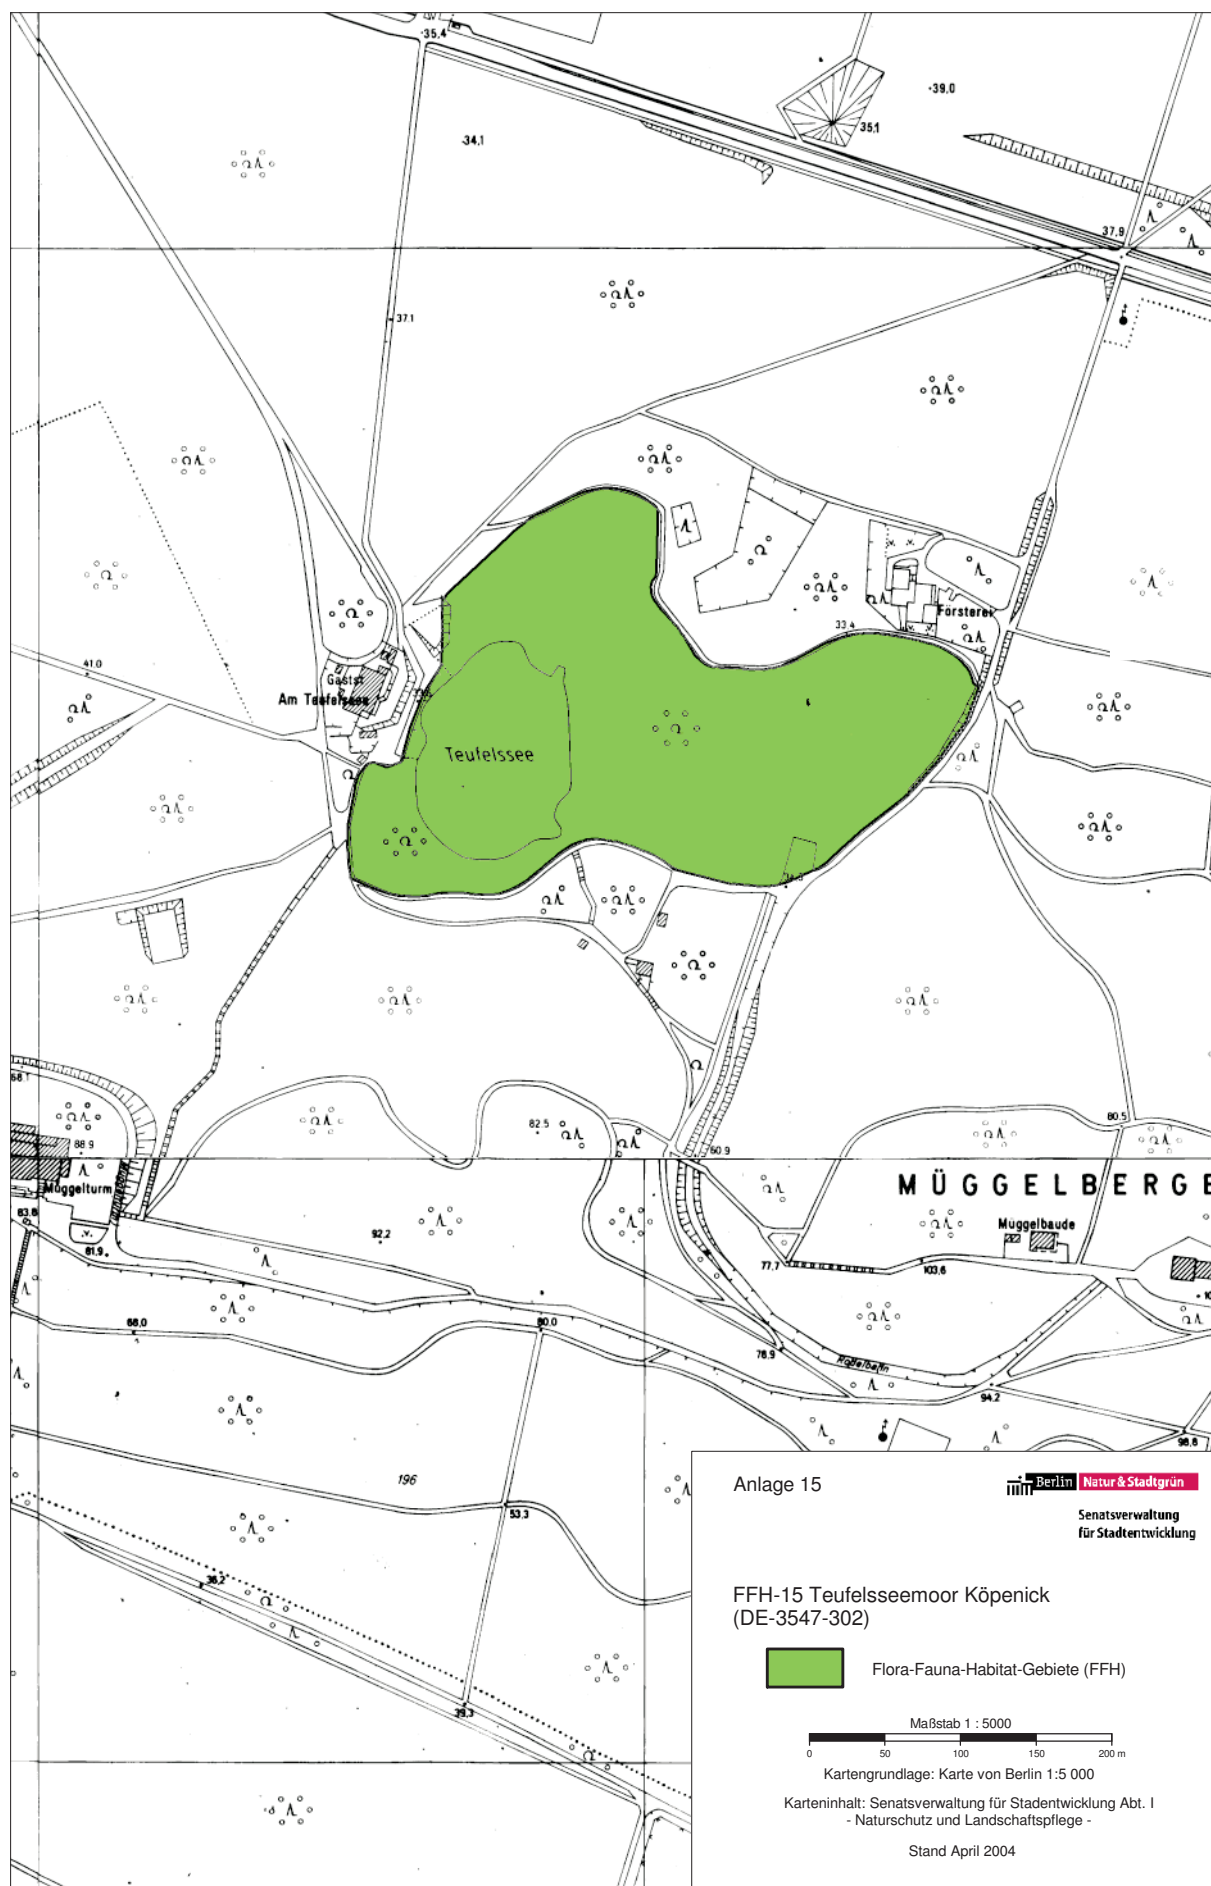 35,4
39,0
35,1
34,1
37,9
37,1
Försterei
33,4
41,0
Gastst
Am Teufelssee
Teufelssee
68,1
82.5
80.5
88.9
60.9
Müggelturm
MÜGGELBERGE
83.8
Müggelbaude
81,9
92,2
77,7
103,6
68,0
80.0
78,9
Rodelbahn
94,2
98,8
196
53,3
38,2
39,3
Anlage 15
Berlin Natur & Stadtgrün
Senatsverwaltung
für Stadtentwicklung
FFH-15 Teufelsseemoor Köpenick
(DE-3547-302)
Flora-Fauna-Habitat-Gebiete (FFH)
Maßstab 1 : 5000
0 50 100 150 200 m
Kartengrundlage: Karte von Berlin 1:5 000
Karteninhalt: Senatsverwaltung für Stadentwicklung Abt. I
- Naturschutz und Landschaftspflege -
Stand April 2004